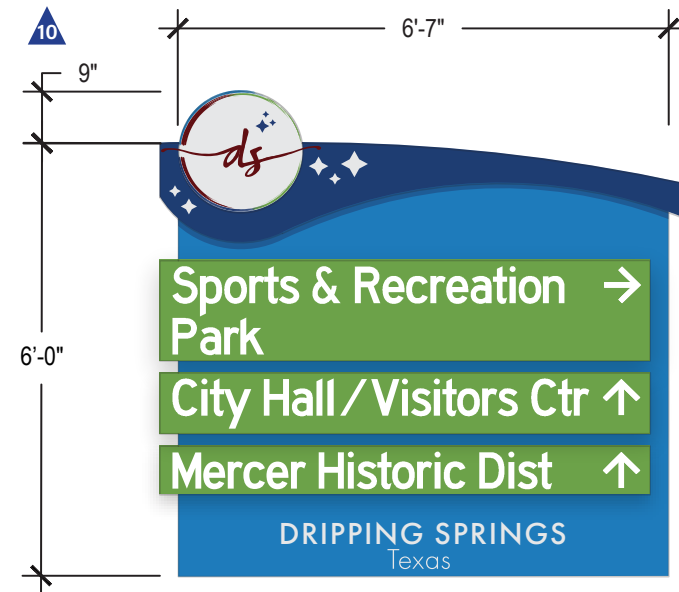 10
6'-7"
9"
ds
6'-0"
Sports & Recreation →
Park
City Hall/Visitors Ctr ↑
Mercer Historic Dist ↑
DRIPPING SPRINGS
Texas